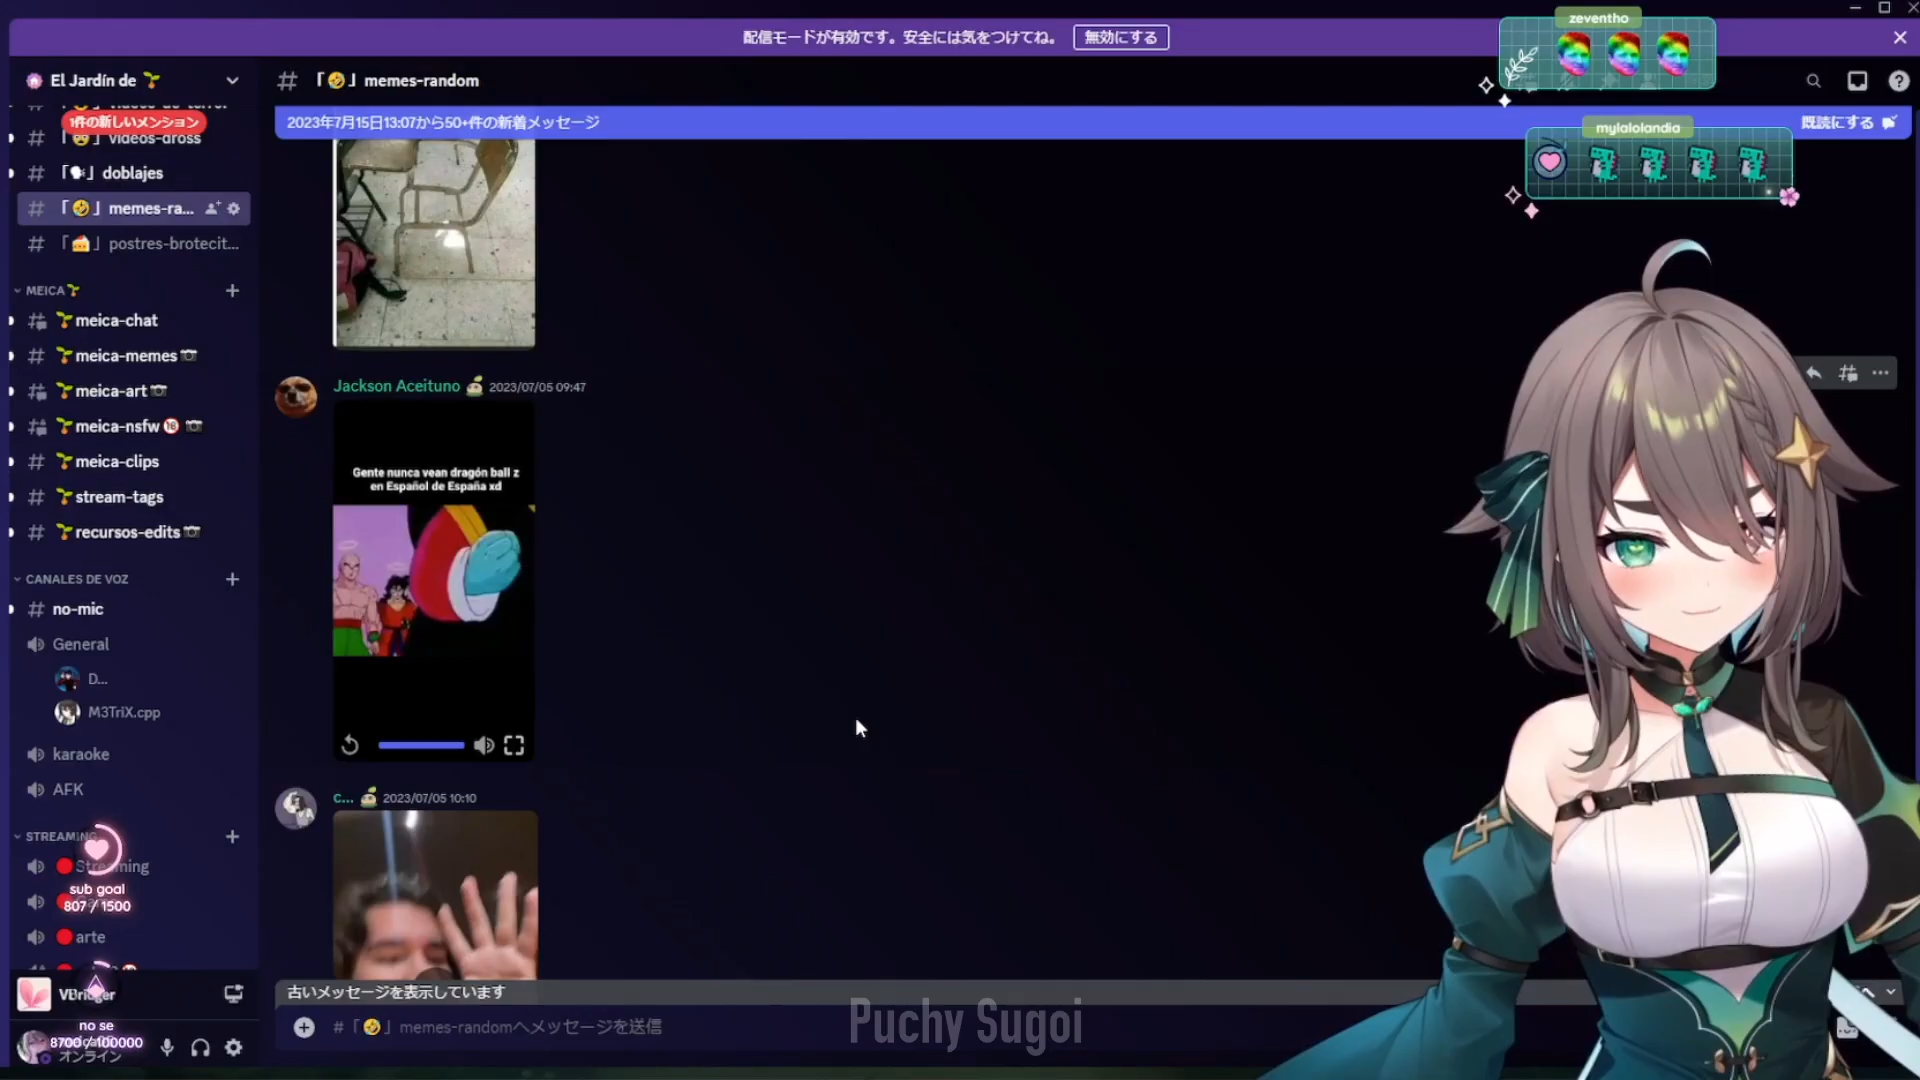 配信モードが有効です。安全には気をつけてね。
無効にする
zeventho
El Jardín de
「🤣」memes-random
1件の新しいメンション
videos-dross
2023年7月15日13:07から50+件の新着メッセージ
既読にする
mylalolandia
「🗣」doblajes
「🤣」memes-ra...
「🍰」postres-brotecit...
MEICA🌱
🌱meica-chat
Jackson Aceituno
2023/07/05 09:47
🌱meica-memes📷
🌱meica-art📷
🌱meica-nsfw🔞📷
🌱meica-clips
Gente nunca vean dragón ball z
en Español de España xd
🌱stream-tags
🌱recursos-edits📷
CANALES DE VOZ
no-mic
General
D...
M3TriX.cpp
karaoke
AFK
C...
2023/07/05 10:10
STREAMING
Streaming
sub goal
807 / 1500
arte
VBridger
古いメッセージを表示しています
no se
8700 / 100000
オンライン
#「🤣」memes-randomへメッセージを送信
Puchy Sugoi